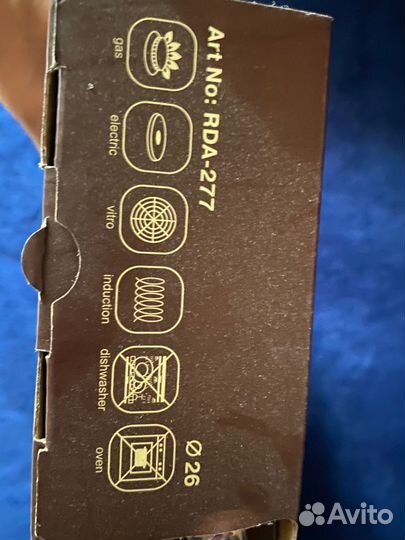 Art No: RDA-277
gas
electric
vitro
induction
dishwasher
oven
Ø 26
Avito